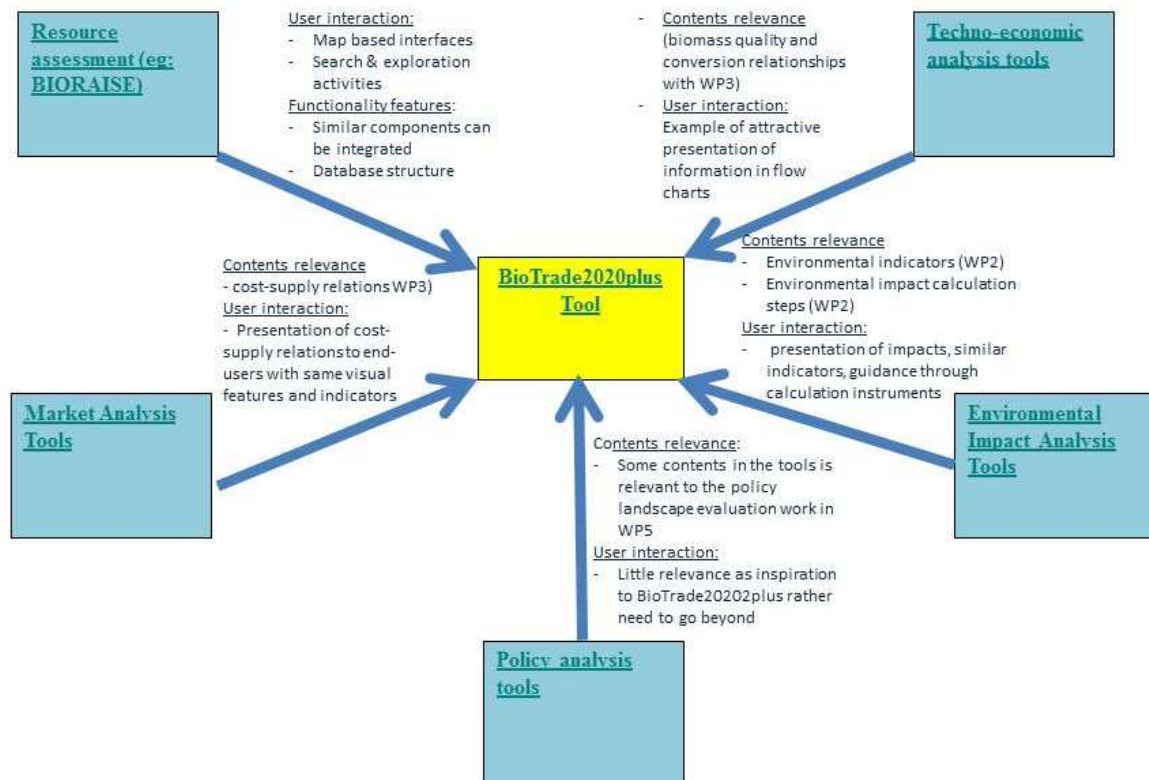 Resource
assessment (eg:
BIORAISE)
User interaction:
- Map based interfaces
- Search & exploration
activities
Functionality features:
- Similar components can
be integrated
- Database structure
- Contents relevance
(biomass quality and
conversion relationships
with WP3)
- User interaction:
Example of attractive
presentation of
information in flow
charts
Techno-economic
analysis tools
Contents relevance
- cost-supply relations WP3)
User interaction:
- Presentation of cost-
supply relations to end-
users with same visual
features and indicators
BioTrade2020plus
Tool
Contents relevance
- Environmental indicators (WP2)
- Environmental impact calculation
steps (WP2)
User interaction:
- presentation of impacts, similar
indicators, guidance through
calculation instruments
Market Analysis
Tools
Environmental
Impact Analysis
Tools
Contents relevance:
- Some contents in the tools is
relevant to the policy
landscape evaluation work in
WP5
User interaction:
- Little relevance as inspiration
to BioTrade20202plus rather
need to go beyond
Policy analysis
tools